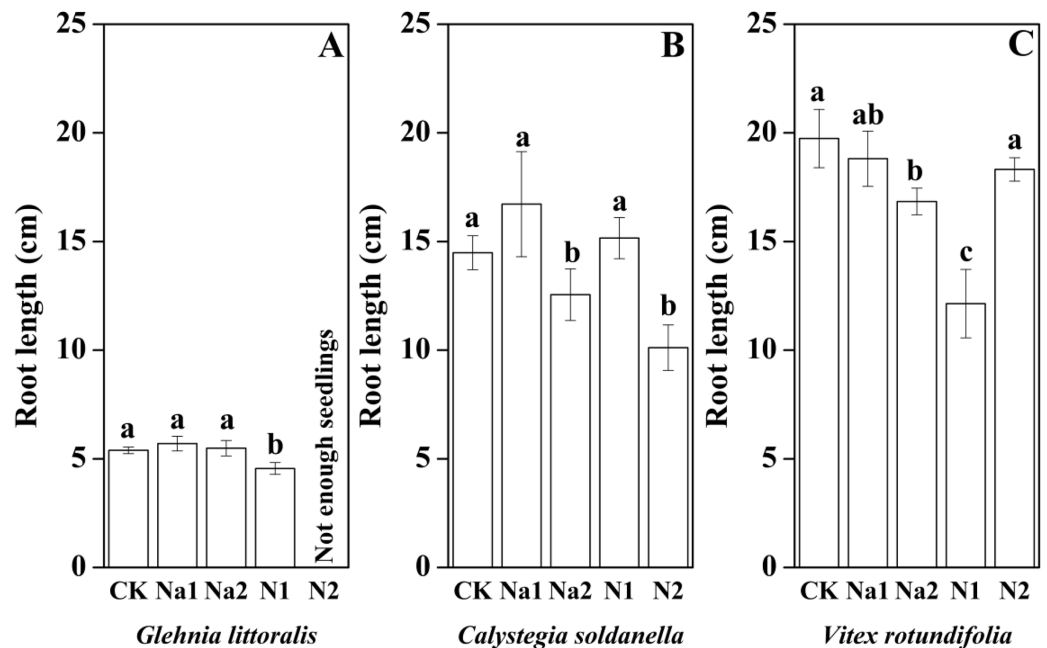 A
Root length (cm)
25
20
15
10
5
0
a
a
a
b
Not enough seedlings
CK Na1 Na2 N1 N2
Glehnia littoralis
B
Root length (cm)
25
20
15
10
5
0
a
a
b
a
b
CK Na1 Na2 N1 N2
Calystegia soldanella
C
Root length (cm)
25
20
15
10
5
0
a
ab
b
c
a
CK Na1 Na2 N1 N2
Vitex rotundifolia